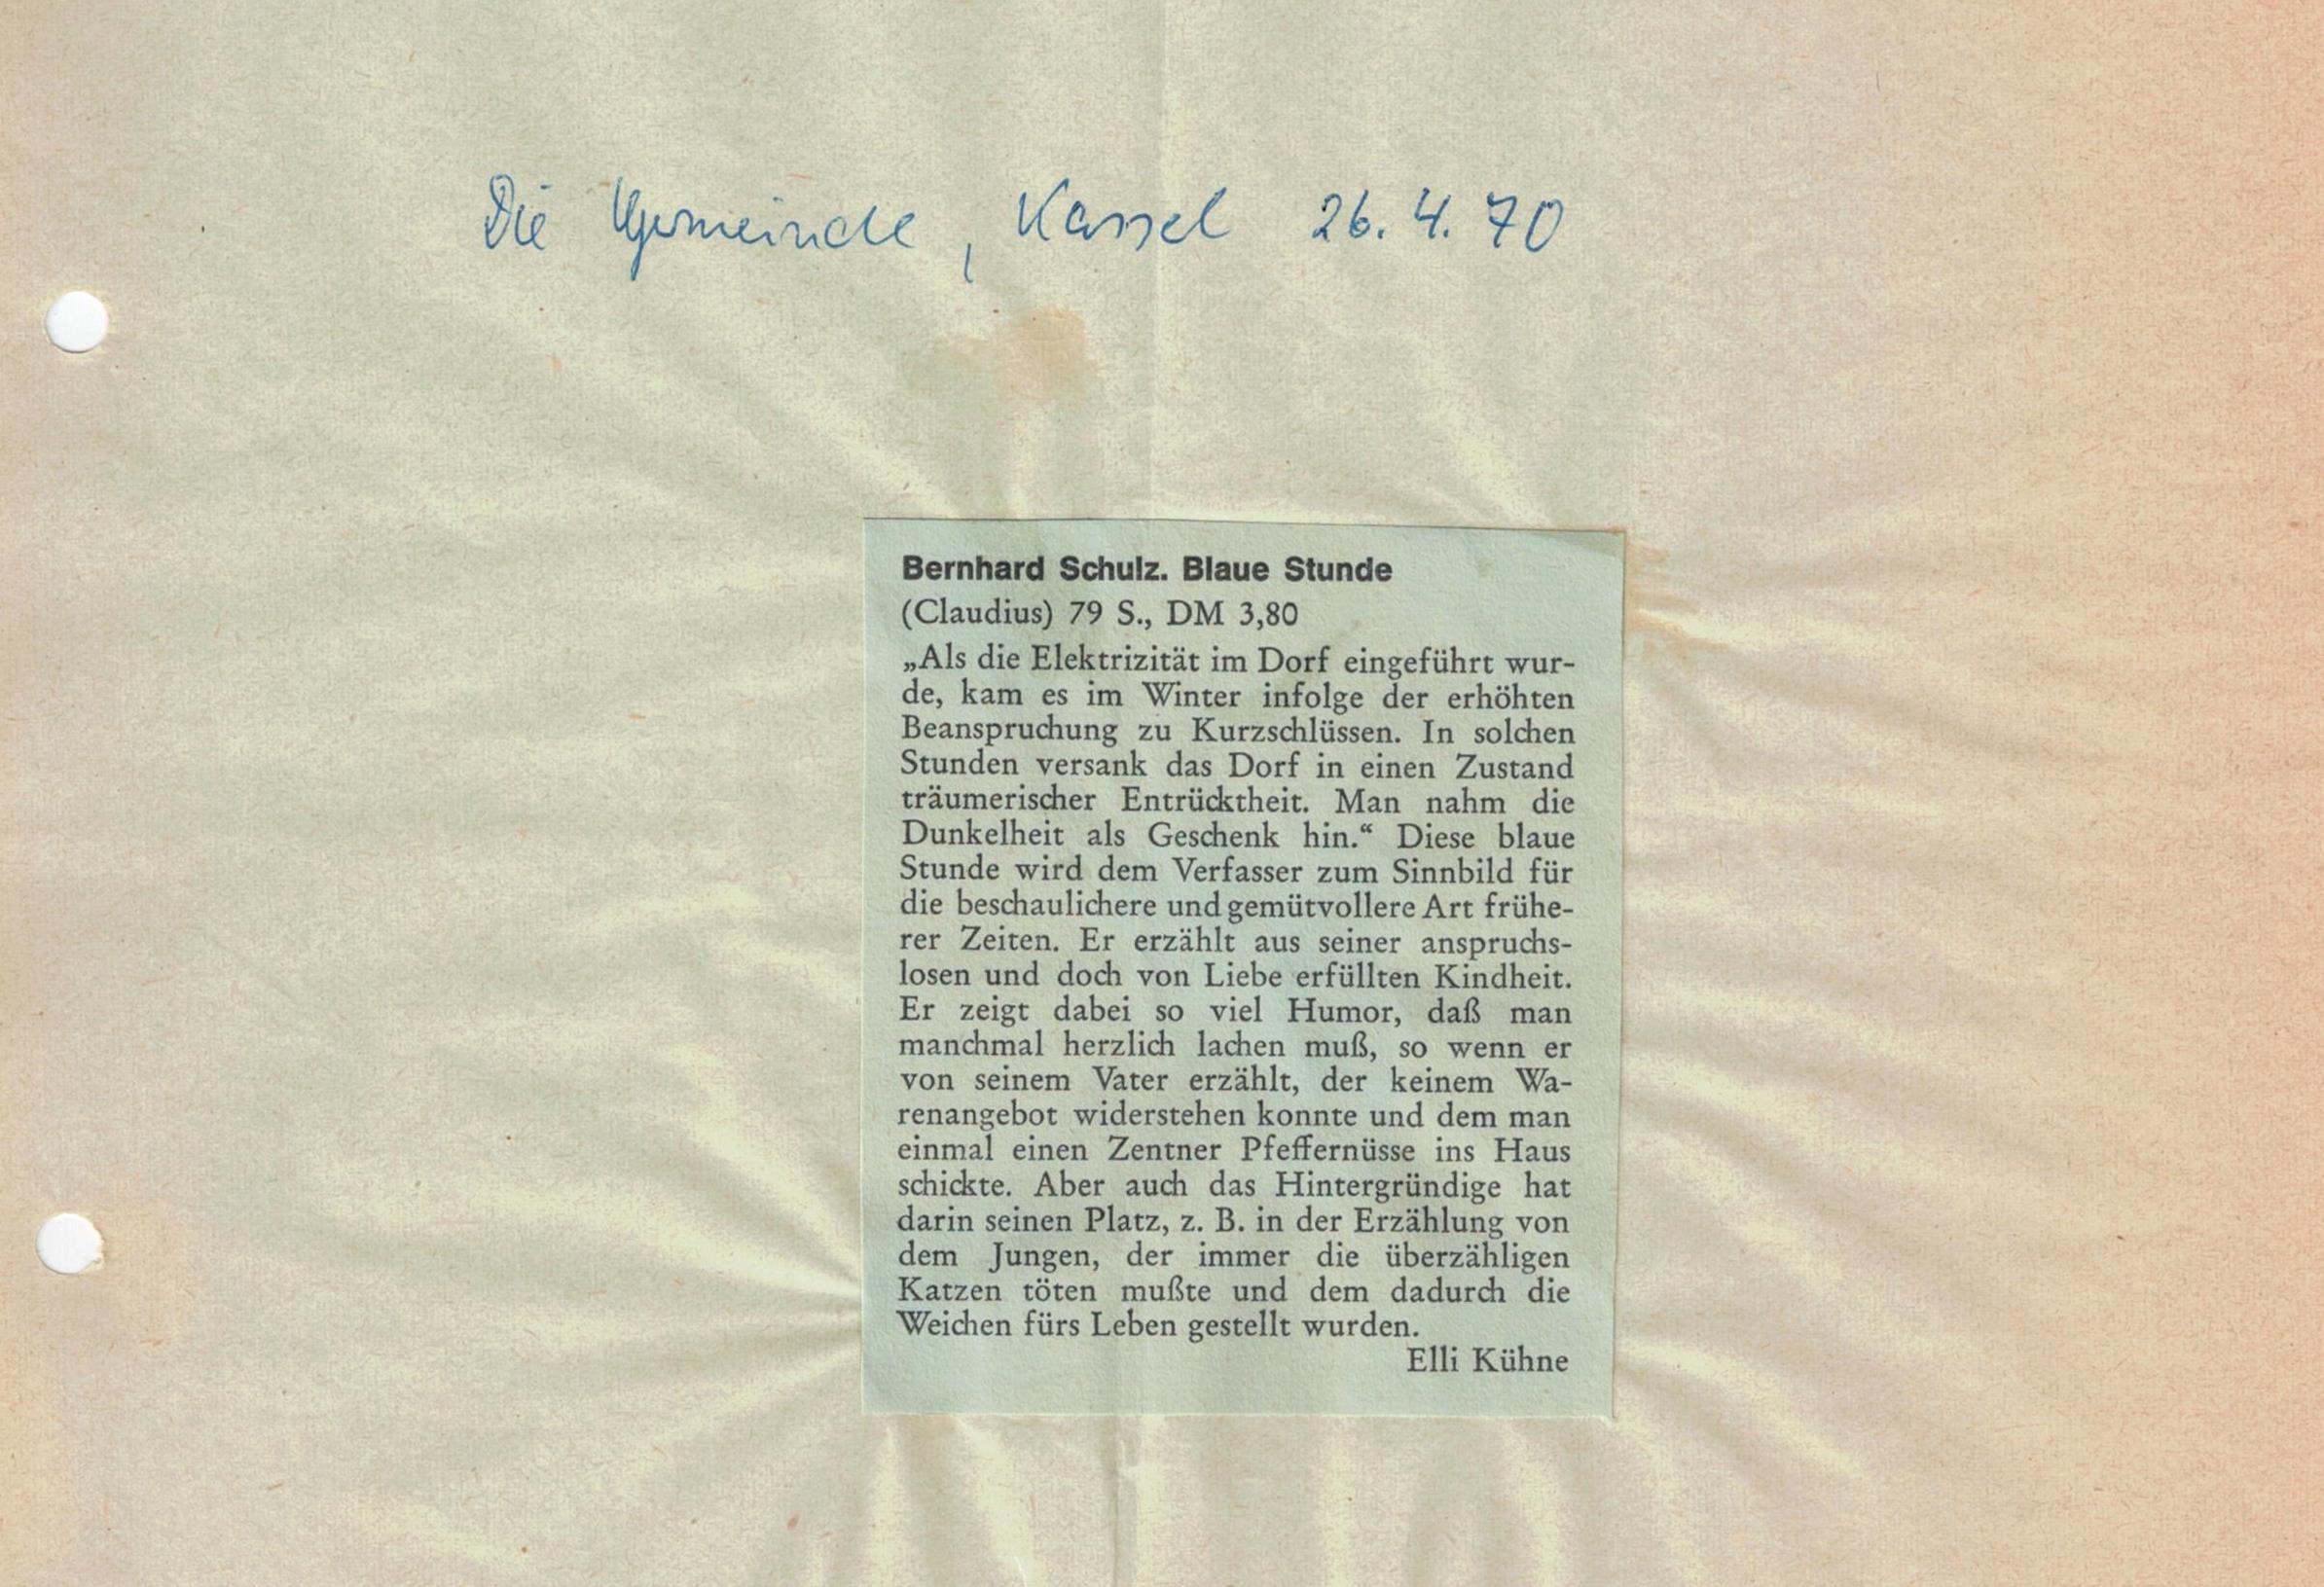 Die Gemeinde, Kassel 26.4.70
Bernhard Schulz. Blaue Stunde
(Claudius) 79 S., DM 3,80
„Als die Elektrizität im Dorf eingeführt wur-
de, kam es im Winter infolge der erhöhten
Beanspruchung zu Kurzschlüssen. In solchen
Stunden versank das Dorf in einen Zustand
träumerischer Entrücktheit. Man nahm die
Dunkelheit als Geschenk hin.“ Diese blaue
Stunde wird dem Verfasser zum Sinnbild für
die beschaulichere und gemütvollere Art frühe-
rer Zeiten. Er erzählt aus seiner anspruchs-
losen und doch von Liebe erfüllten Kindheit.
Er zeigt dabei so viel Humor, daß man
manchmal herzlich lachen muß, so wenn er
von seinem Vater erzählt, der keinem Wa-
renangebot widerstehen konnte und dem man
einmal einen Zentner Pfeffernüsse ins Haus
schickte. Aber auch das Hintergründige hat
darin seinen Platz, z. B. in der Erzählung von
dem Jungen, der immer die überzähligen
Katzen töten mußte und dem dadurch die
Weichen fürs Leben gestellt wurden.
Elli Kühne